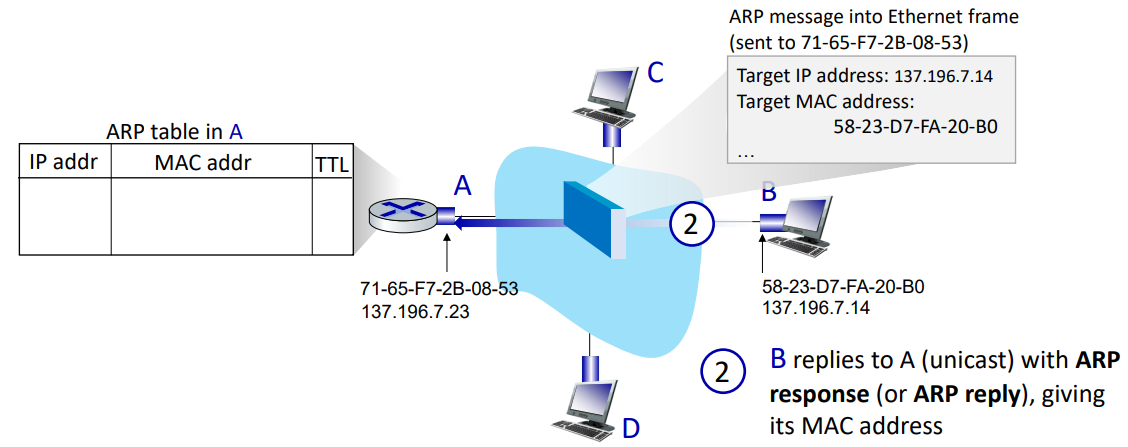 ARP message into Ethernet frame
(sent to 71-65-F7-2B-08-53)
Target IP address: 137.196.7.14
Target MAC address:
58-23-D7-FA-20-B0
...
C
ARP table in A
IP addr MAC addr TTL
A
B
2
71-65-F7-2B-08-53
137.196.7.23
58-23-D7-FA-20-B0
137.196.7.14
2
B replies to A (unicast) with ARP
response (or ARP reply), giving
its MAC address
D